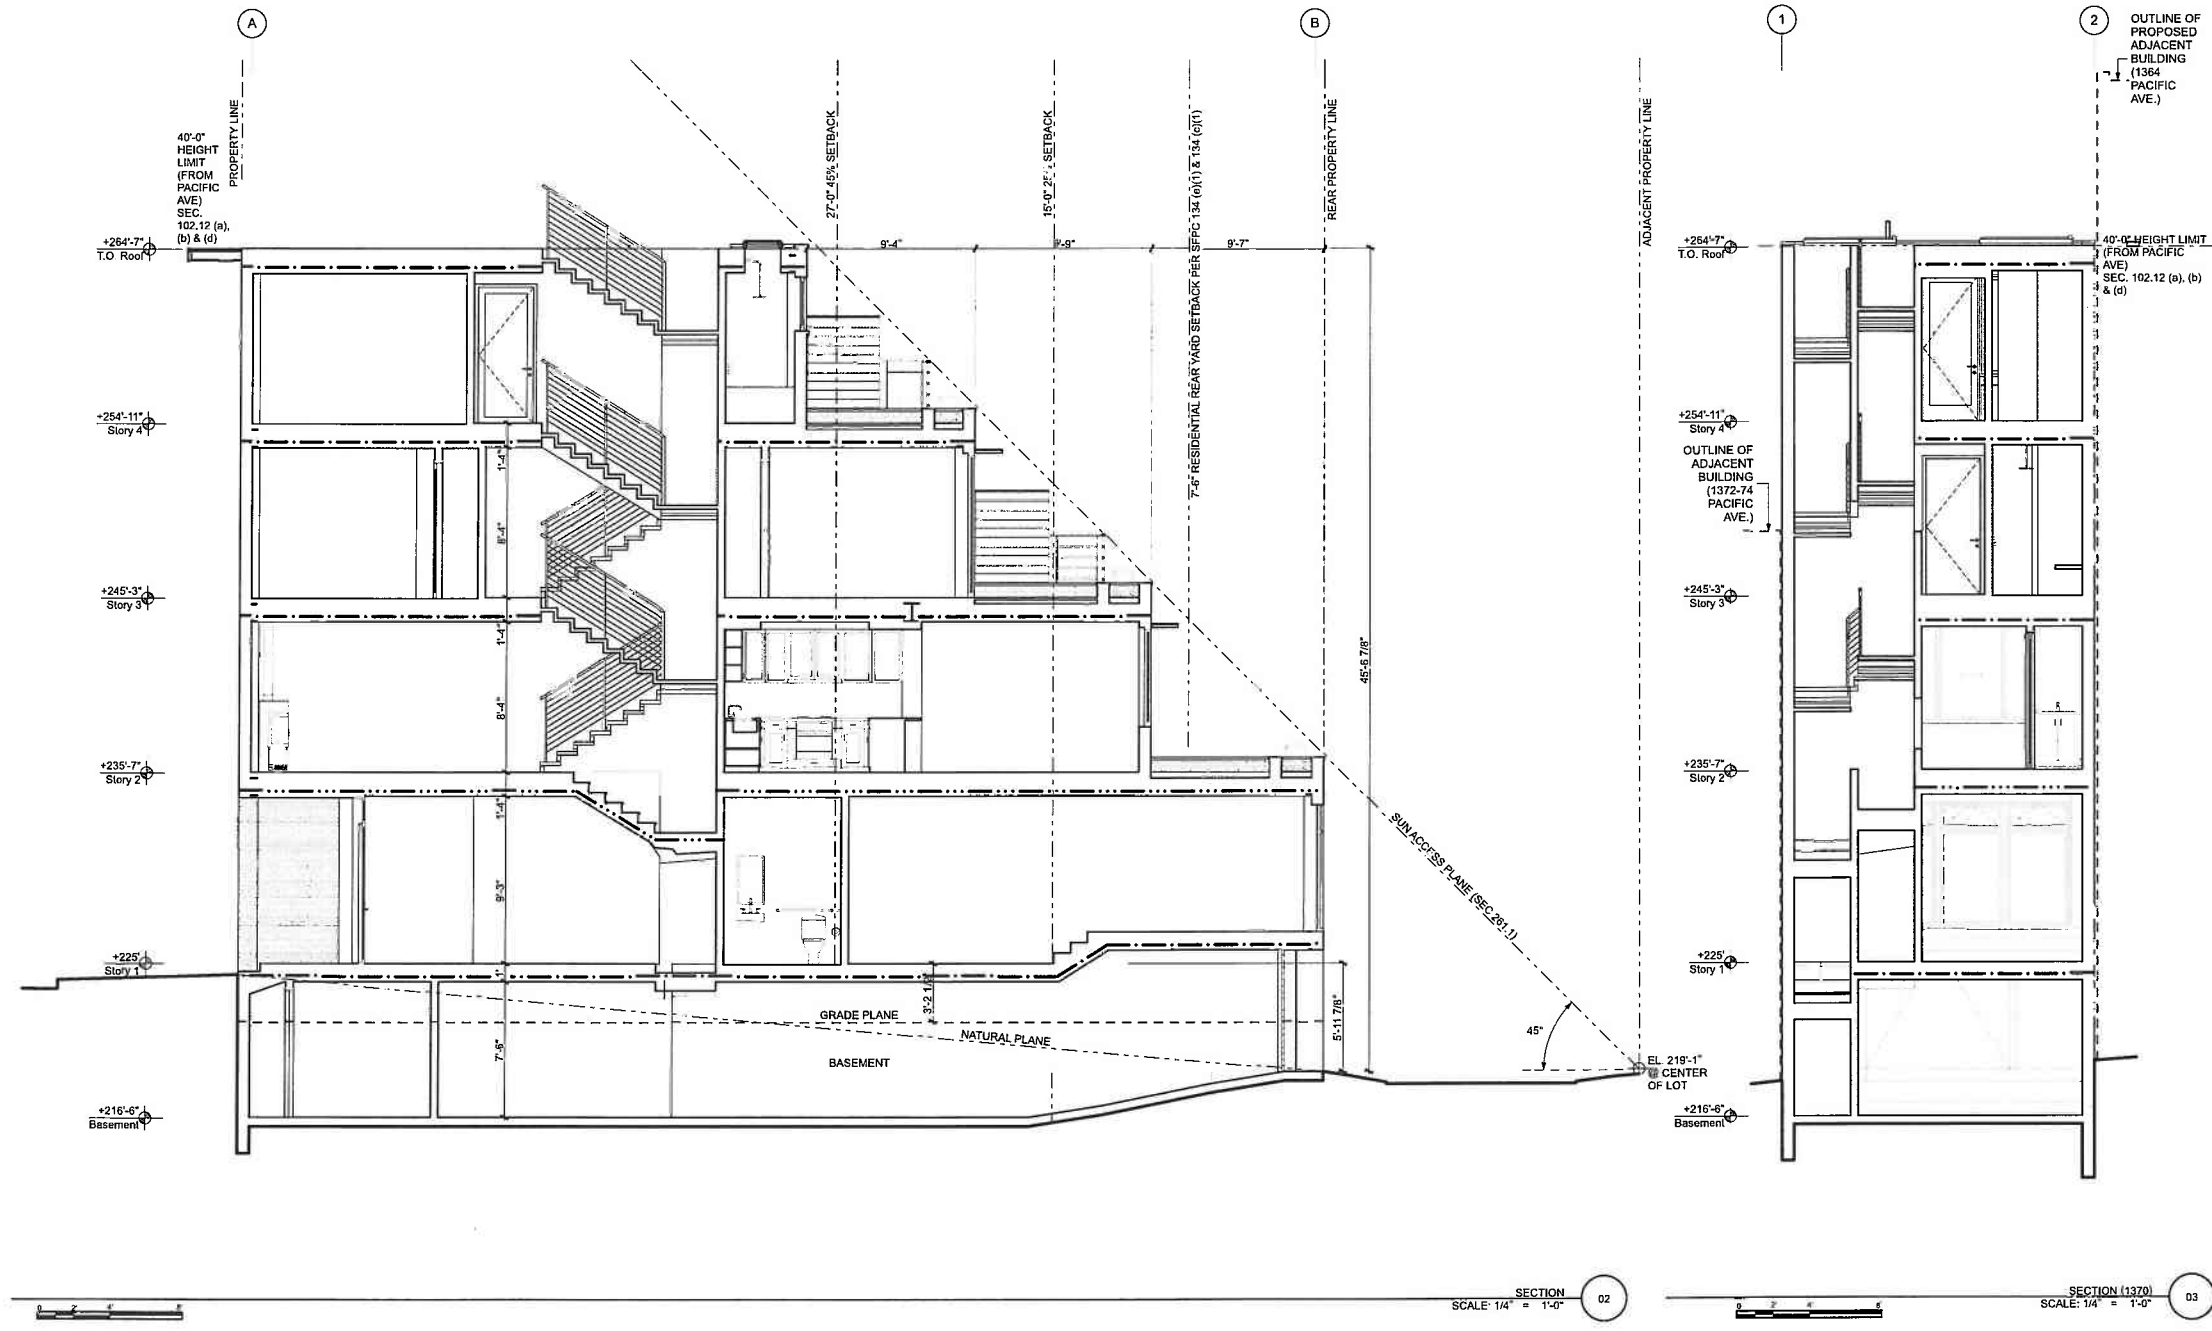 A
B
PROPERTY LINE
40'-0"
HEIGHT
LIMIT
(FROM
PACIFIC
AVE)
SEC.
102.12 (a),
(b) & (d)
27'-0" 45% SETBACK
15'-0" 25% SETBACK
7'-6" RESIDENTIAL REAR YARD SETBACK PER SFPC 134 (e)(1) & 134 (c)(1)
REAR PROPERTY LINE
ADJACENT PROPERTY LINE
+264'-7"
T.O. Roof
9'-4"
9'-7"
+254'-11"
Story 4
1'-4"
8'-4"
+245'-3"
Story 3
1'-4"
8'-4"
45'-6 7/8"
+235'-7"
Story 2
1'-4"
9'-3"
SUN ACCESS PLANE (SEC.261.1)
+225'
Story 1
1'
3'-2 1/2"
5'-11 7/8"
GRADE PLANE
NATURAL PLANE
7'-6"
BASEMENT
45°
EL. 219'-1"
@ CENTER
OF LOT
+216'-6"
Basement
0 2' 4' 8'
SECTION
SCALE: 1/4" = 1'-0"
02
1
2
OUTLINE OF
PROPOSED
ADJACENT
BUILDING
(1364
PACIFIC
AVE.)
+264'-7"
T.O. Roof
40'-0" HEIGHT LIMIT
(FROM PACIFIC
AVE)
SEC. 102.12 (a), (b)
& (d)
+254'-11"
Story 4
OUTLINE OF
ADJACENT
BUILDING
(1372-74
PACIFIC
AVE.)
+245'-3"
Story 3
+235'-7"
Story 2
+225'
Story 1
+216'-6"
Basement
0 2' 4' 8'
SECTION (1370)
SCALE: 1/4" = 1'-0"
03